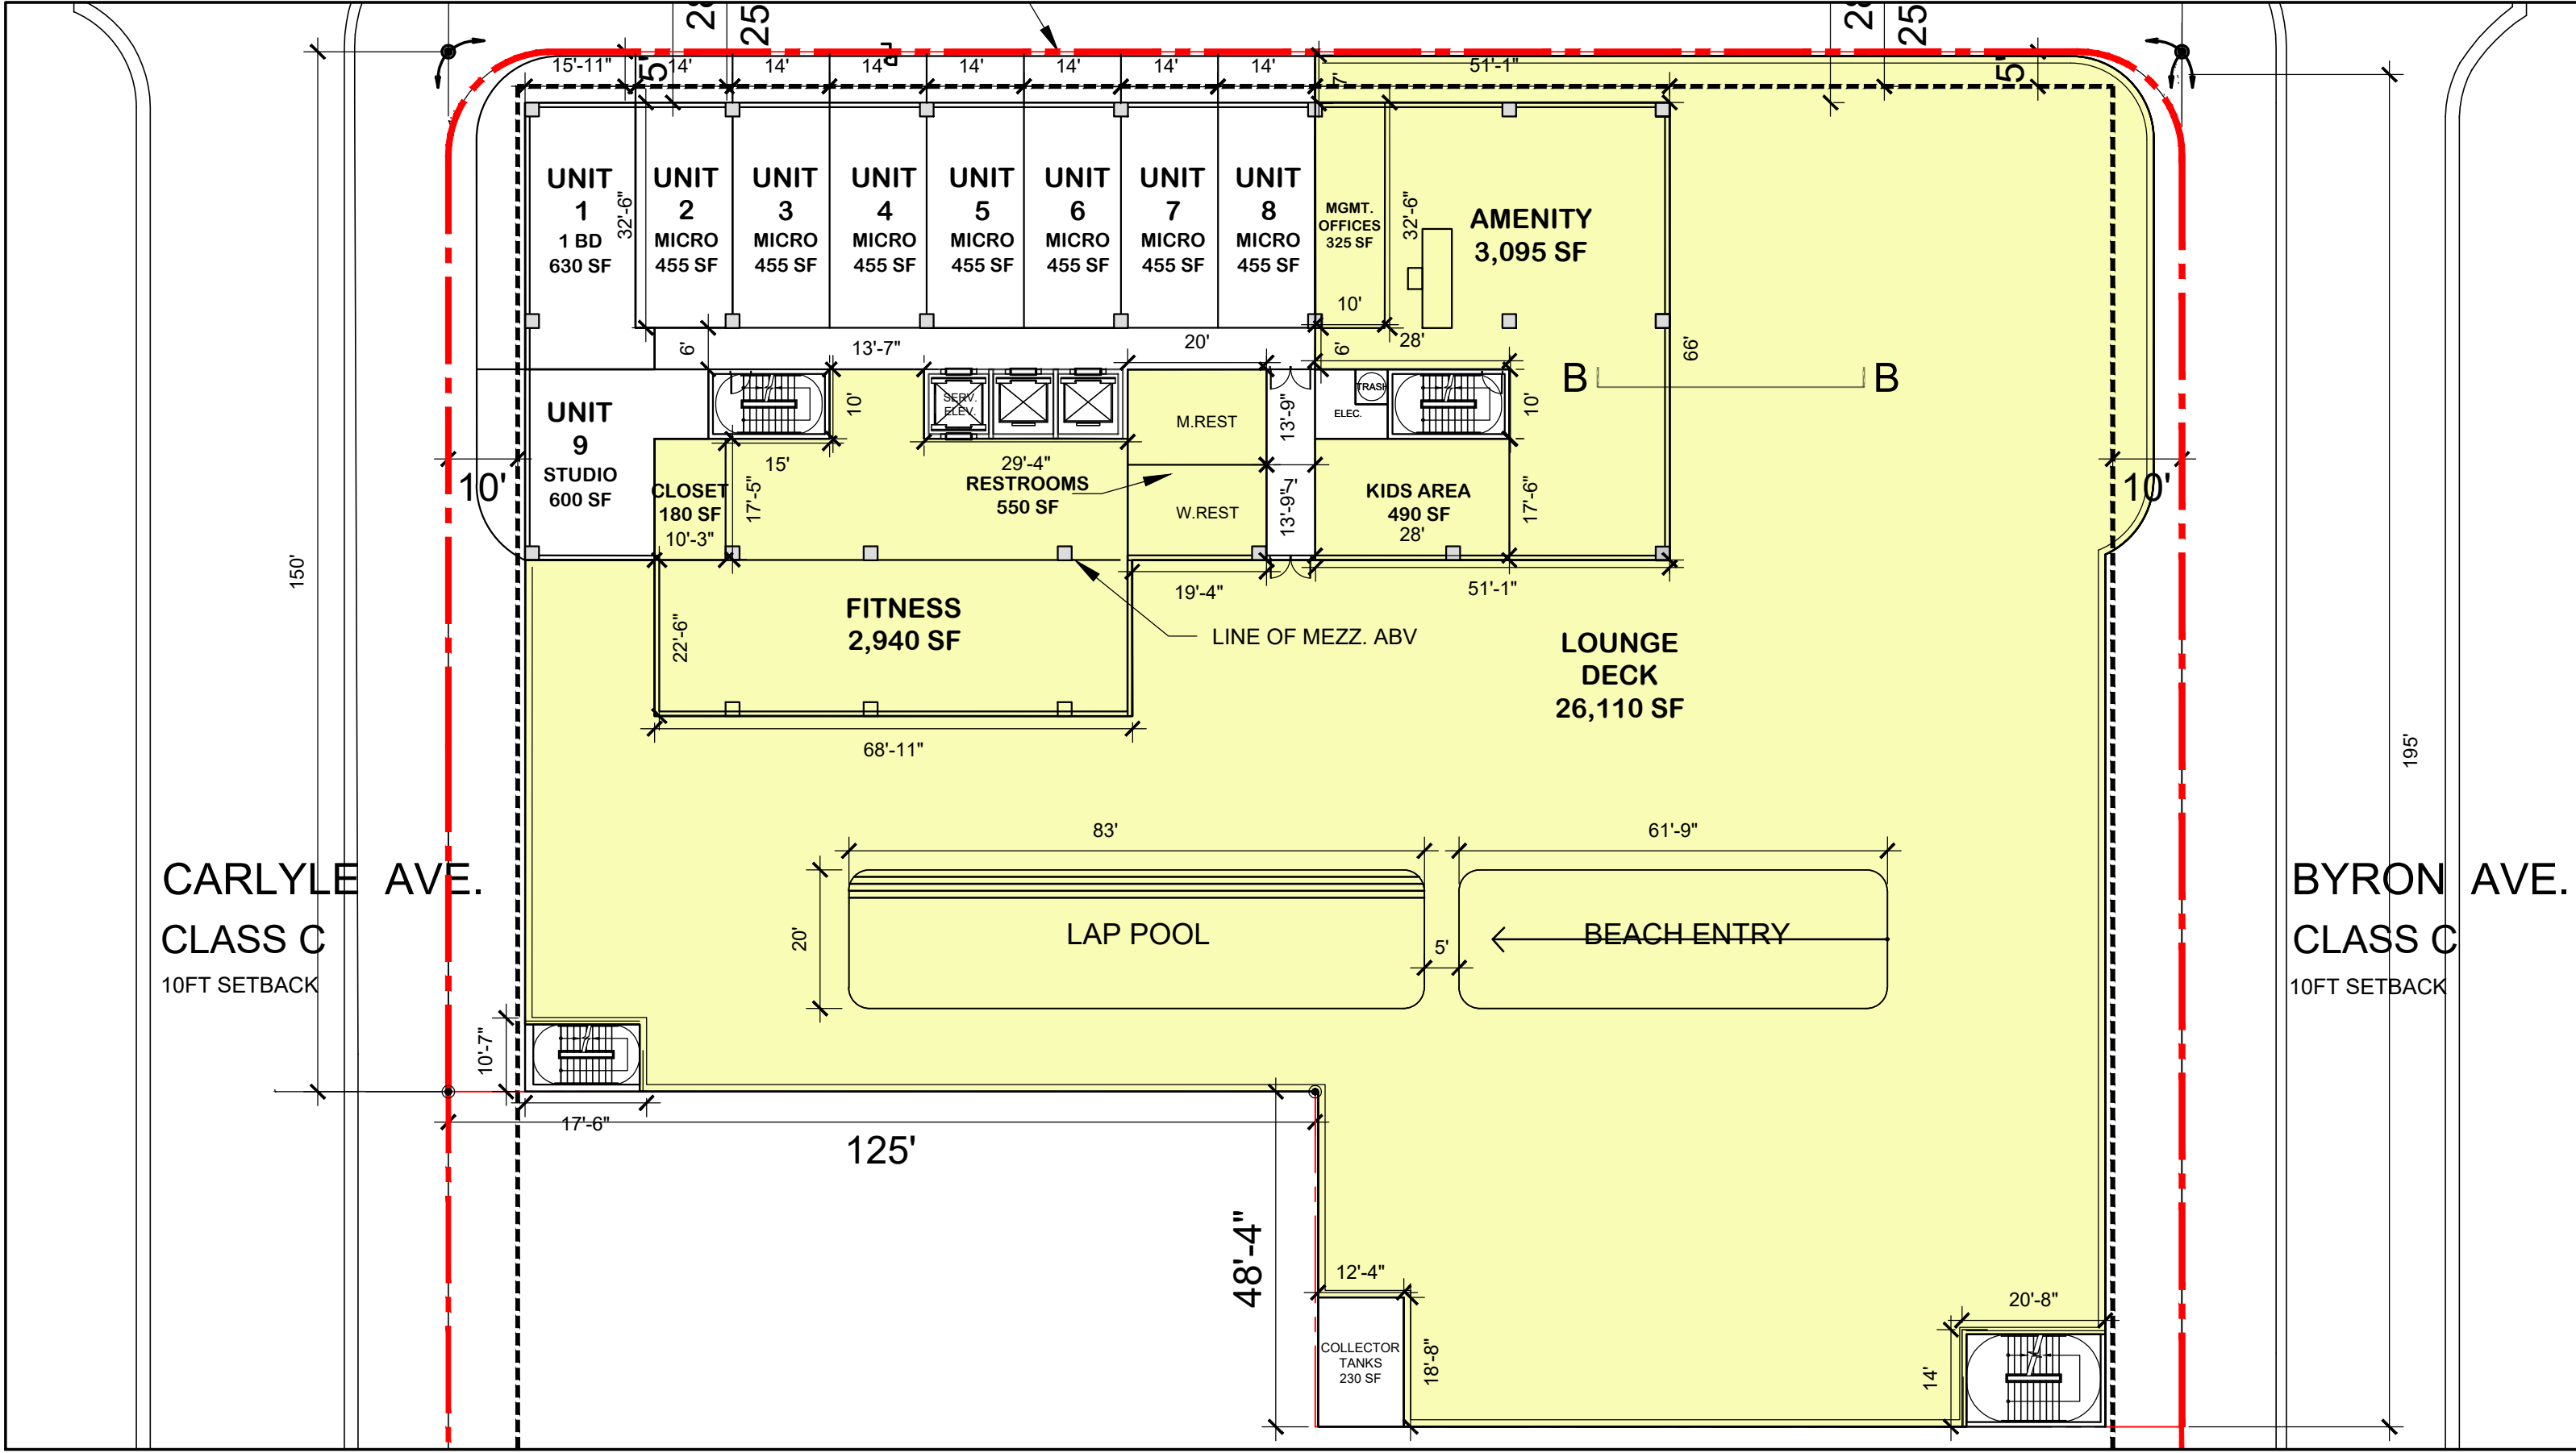 15'-11"
5'
14'
14'
14'
14'
14'
14'
14'
51'-1"
5'
7'
UNIT
1
1 BD
630 SF
32'-6"
UNIT
2
MICRO
455 SF
UNIT
3
MICRO
455 SF
UNIT
4
MICRO
455 SF
UNIT
5
MICRO
455 SF
UNIT
6
MICRO
455 SF
UNIT
7
MICRO
455 SF
UNIT
8
MICRO
455 SF
MGMT.
OFFICES
325 SF
10'
32'-6"
AMENITY
3,095 SF
66'
6'
13'-7"
20'
6'
28'
B
B
UNIT
9
STUDIO
600 SF
10'
SERV.
ELEV.
M.REST
13'-9"
ELEC.
10'
15'
29'-4"
RESTROOMS
550 SF
W.REST
13'-9"
7'
KIDS AREA
490 SF
28'
17'-6"
CLOSET
180 SF
10'-3"
17'-5"
10'
10'
150'
19'-4"
51'-1"
FITNESS
2,940 SF
22'-6"
LINE OF MEZZ. ABV
68'-11"
LOUNGE
DECK
26,110 SF
195'
83'
61'-9"
CARLYLE AVE.
CLASS C
10FT SETBACK
20'
LAP POOL
5'
BEACH ENTRY
BYRON AVE.
CLASS C
10FT SETBACK
10'-7"
17'-6"
125'
48'-4"
12'-4"
COLLECTOR
TANKS
230 SF
18'-8"
20'-8"
14'